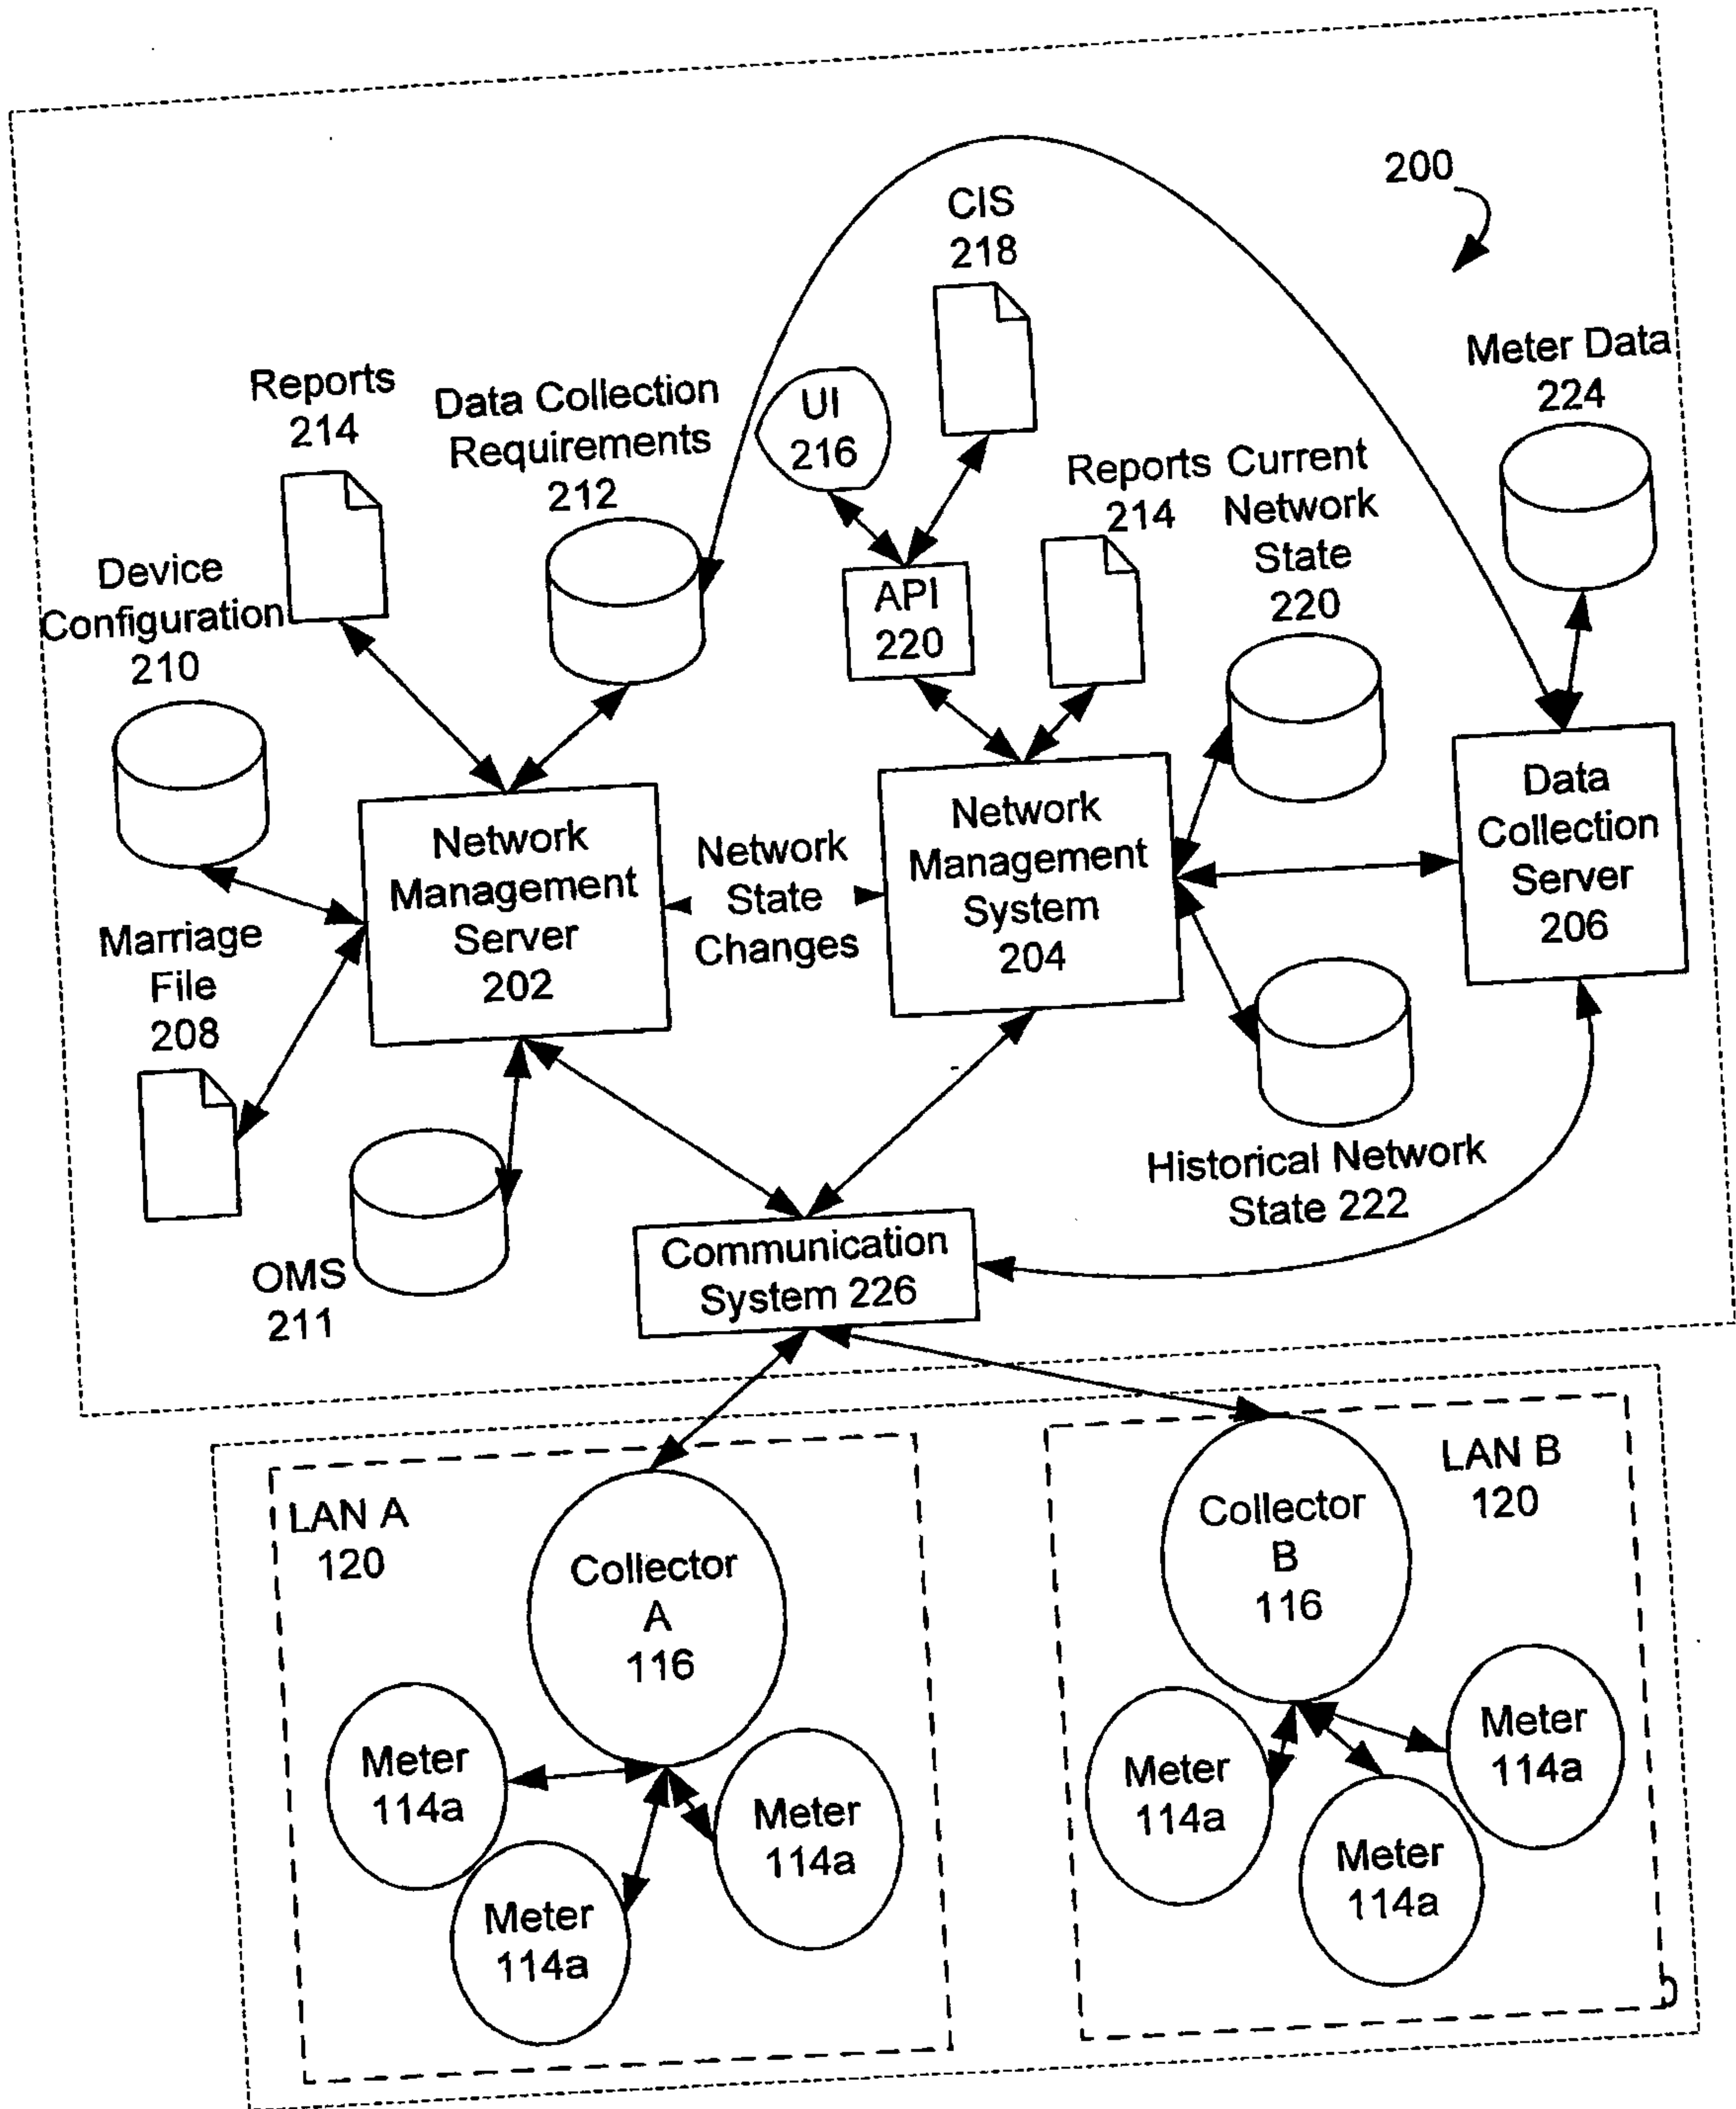 200
CIS
218
Meter Data
224
Reports
214
Data Collection
Requirements
212
UI
216
Reports
214
Current
Network
State
220
Device
Configuration
210
API
220
Network
Management
Server
202
Network
State
Changes
Network
Management
System
204
Data
Collection
Server
206
Marriage
File
208
Historical Network
State 222
OMS
211
Communication
System 226
LAN A
120
Collector
A
116
LAN B
120
Collector
B
116
Meter
114a
Meter
114a
Meter
114a
Meter
114a
Meter
114a
Meter
114a